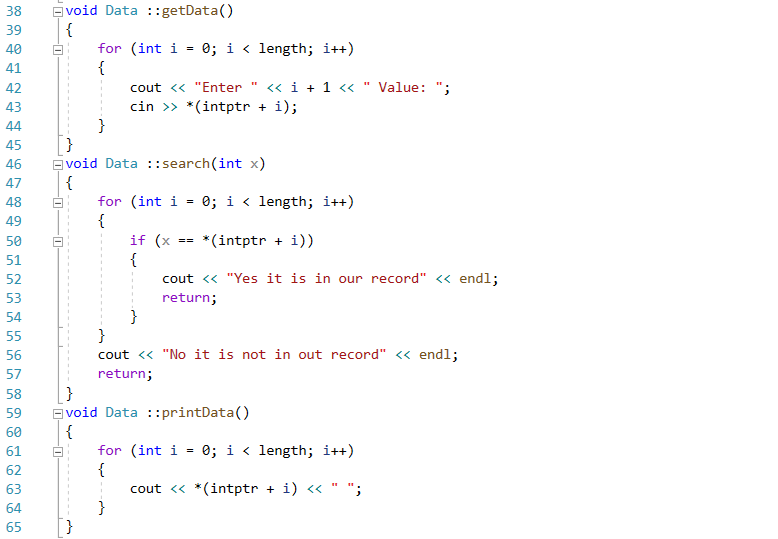 38 void Data ::getData()
39 {
40 for (int i = 0; i < length; i++)
41 {
42 cout << "Enter " << i + 1 << " Value: ";
43 cin >> *(intptr + i);
44 }
45 }
46 void Data ::search(int x)
47 {
48 for (int i = 0; i < length; i++)
49 {
50 if (x == *(intptr + i))
51 {
52 cout << "Yes it is in our record" << endl;
53 return;
54 }
55 }
56 cout << "No it is not in out record" << endl;
57 return;
58 }
59 void Data ::printData()
60 {
61 for (int i = 0; i < length; i++)
62 {
63 cout << *(intptr + i) << " ";
64 }
65 }